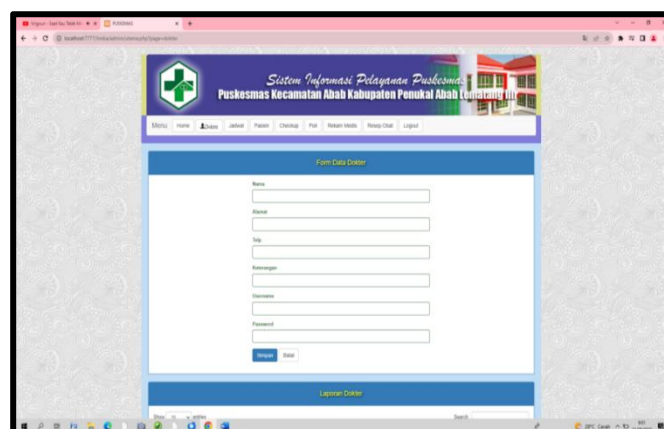 PUSKESMAS
Sistem Informasi Pelayanan Puskesmas
Puskesmas Kecamatan Abab Kabupaten Penukal Abab Lematang Ilir
Menu Home Dokter Jadwal Pasien Checkup Poli Rekam Medis Resep Obat Logout
Form Data Dokter
Nama
Alamat
Telp
Keterangan
Username
Password
Simpan Batal
Laporan Dokter
Show entries
Search